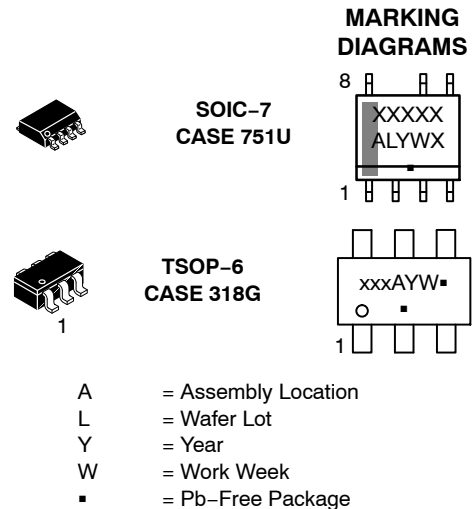 MARKING
DIAGRAMS
SOIC−7
CASE 751U
8
XXXXX
ALYWX
▪
1
TSOP−6
CASE 318G
1
xxxAYW▪
▪
1
A = Assembly Location
L = Wafer Lot
Y = Year
W = Work Week
▪ = Pb−Free Package